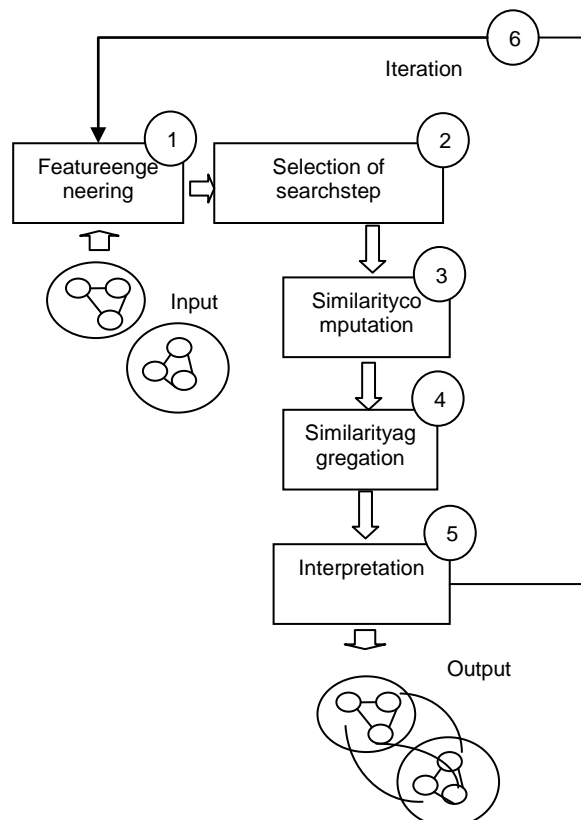 6
Iteration
1
Featureenge
neering
2
Selection of
searchstep
Input
3
Similarityco
mputation
4
Similarityag
gregation
5
Interpretation
Output